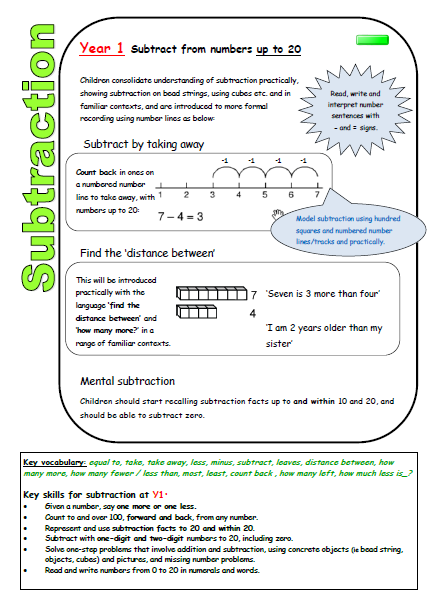 Subtraction
Year 1 Subtract from numbers up to 20
Children consolidate understanding of subtraction practically,
showing subtraction on bead strings, using cubes etc. and in
familiar contexts, and are introduced to more formal
recording using number lines as below:
Read, write and
interpret number
sentences with
- and = signs.
Subtract by taking away
Count back in ones on
a numbered number
line to take away, with
numbers up to 20:
-1 -1 -1 -1
1 2 3 4 5 6 7
7 – 4 = 3
Model subtraction using hundred
squares and numbered number
lines/tracks and practically.
Find the ‘distance between’
This will be introduced
practically with the
language ‘find the
distance between’ and
‘how many more?’ in a
range of familiar contexts.
7
4
‘Seven is 3 more than four’
‘I am 2 years older than my
sister’
Mental subtraction
Children should start recalling subtraction facts up to and within 10 and 20, and
should be able to subtract zero.
Key vocabulary: equal to, take, take away, less, minus, subtract, leaves, distance between, how
many more, how many fewer / less than, most, least, count back , how many left, how much less is_?
Key skills for subtraction at Y1:
• Given a number, say one more or one less.
• Count to and over 100, forward and back, from any number.
• Represent and use subtraction facts to 20 and within 20.
• Subtract with one-digit and two-digit numbers to 20, including zero.
• Solve one-step problems that involve addition and subtraction, using concrete objects (ie bead string,
objects, cubes) and pictures, and missing number problems.
• Read and write numbers from 0 to 20 in numerals and words.